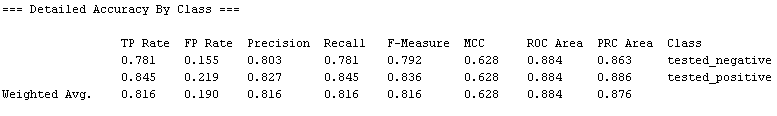 === Detailed Accuracy By Class ===
TP Rate FP Rate Precision Recall F-Measure MCC ROC Area PRC Area Class
0.781 0.155 0.803 0.781 0.792 0.628 0.884 0.863 tested_negative
0.845 0.219 0.827 0.845 0.836 0.628 0.884 0.886 tested_positive
Weighted Avg. 0.816 0.190 0.816 0.816 0.816 0.628 0.884 0.876